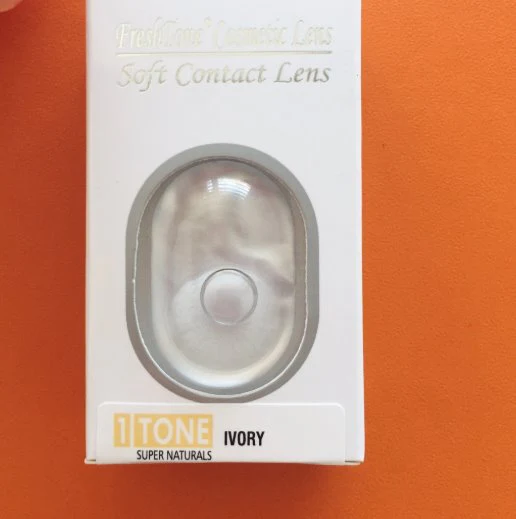 FreshTone® Cosmetic Lens
Soft Contact Lens
1 TONE IVORY
SUPER NATURALS